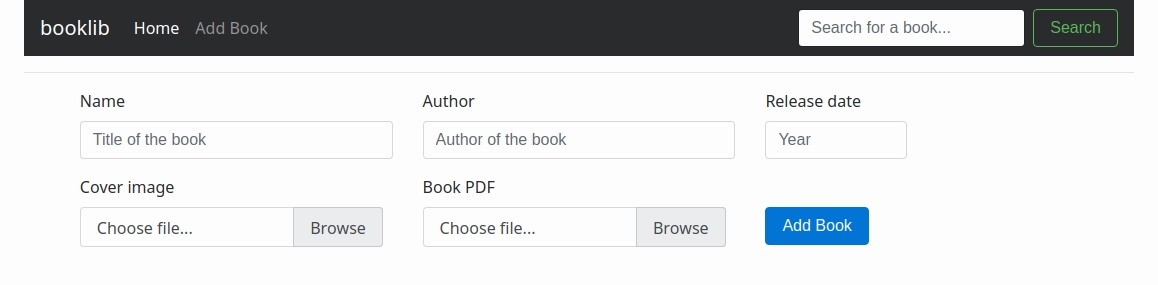 booklib Home Add Book Search for a book... Search
Name Author Release date
Title of the book Author of the book Year
Cover image Book PDF
Choose file... Browse Choose file... Browse Add Book